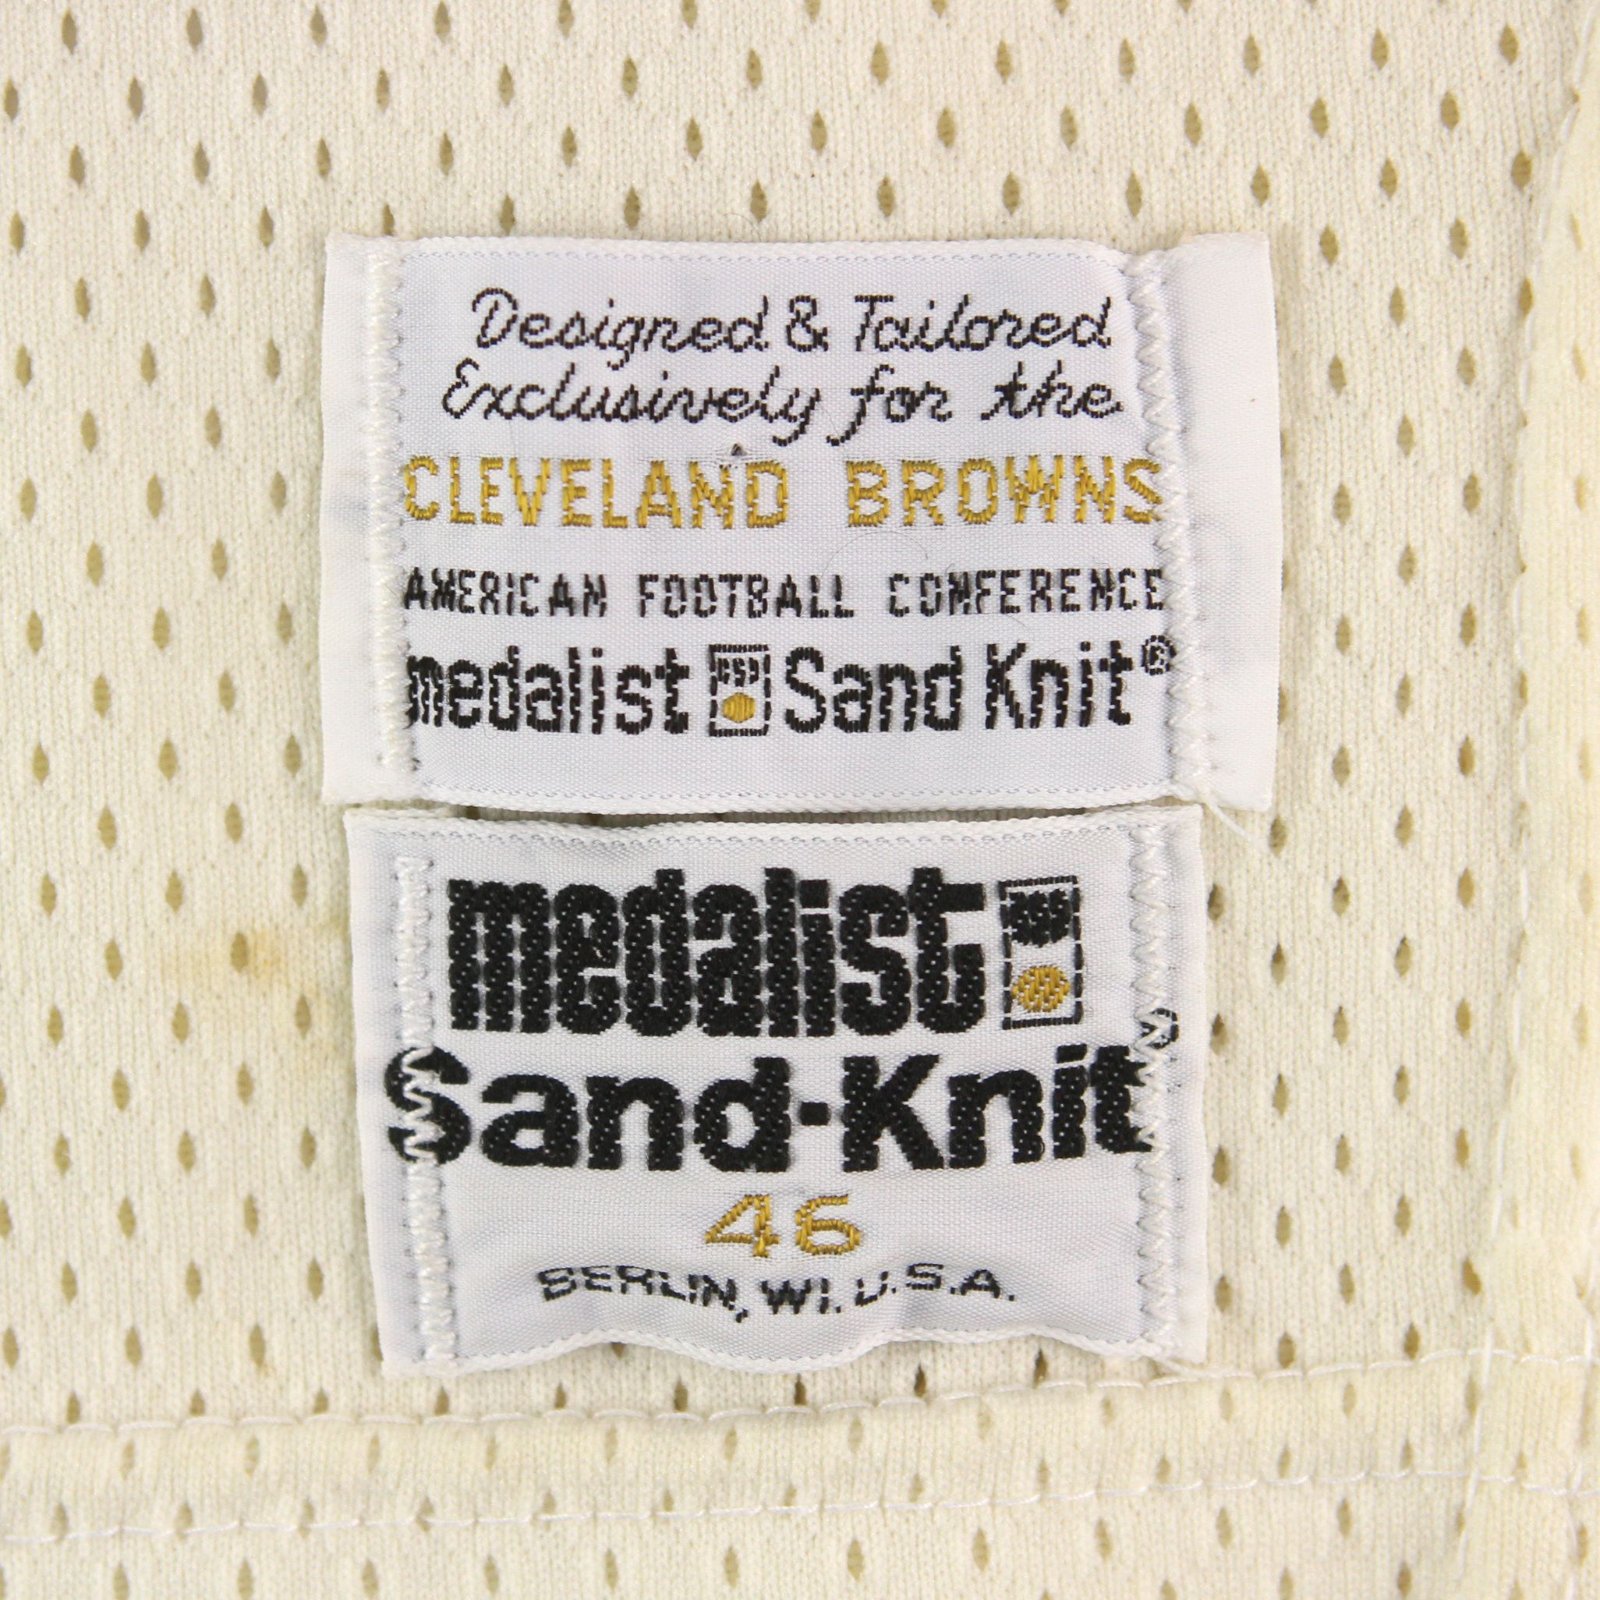 Designed & Tailored
Exclusively for the
CLEVELAND BROWNS
AMERICAN FOOTBALL CONFERENCE
medalist Sand Knit®
medalist
Sand-Knit®
46
BERLIN, WI. U.S.A.